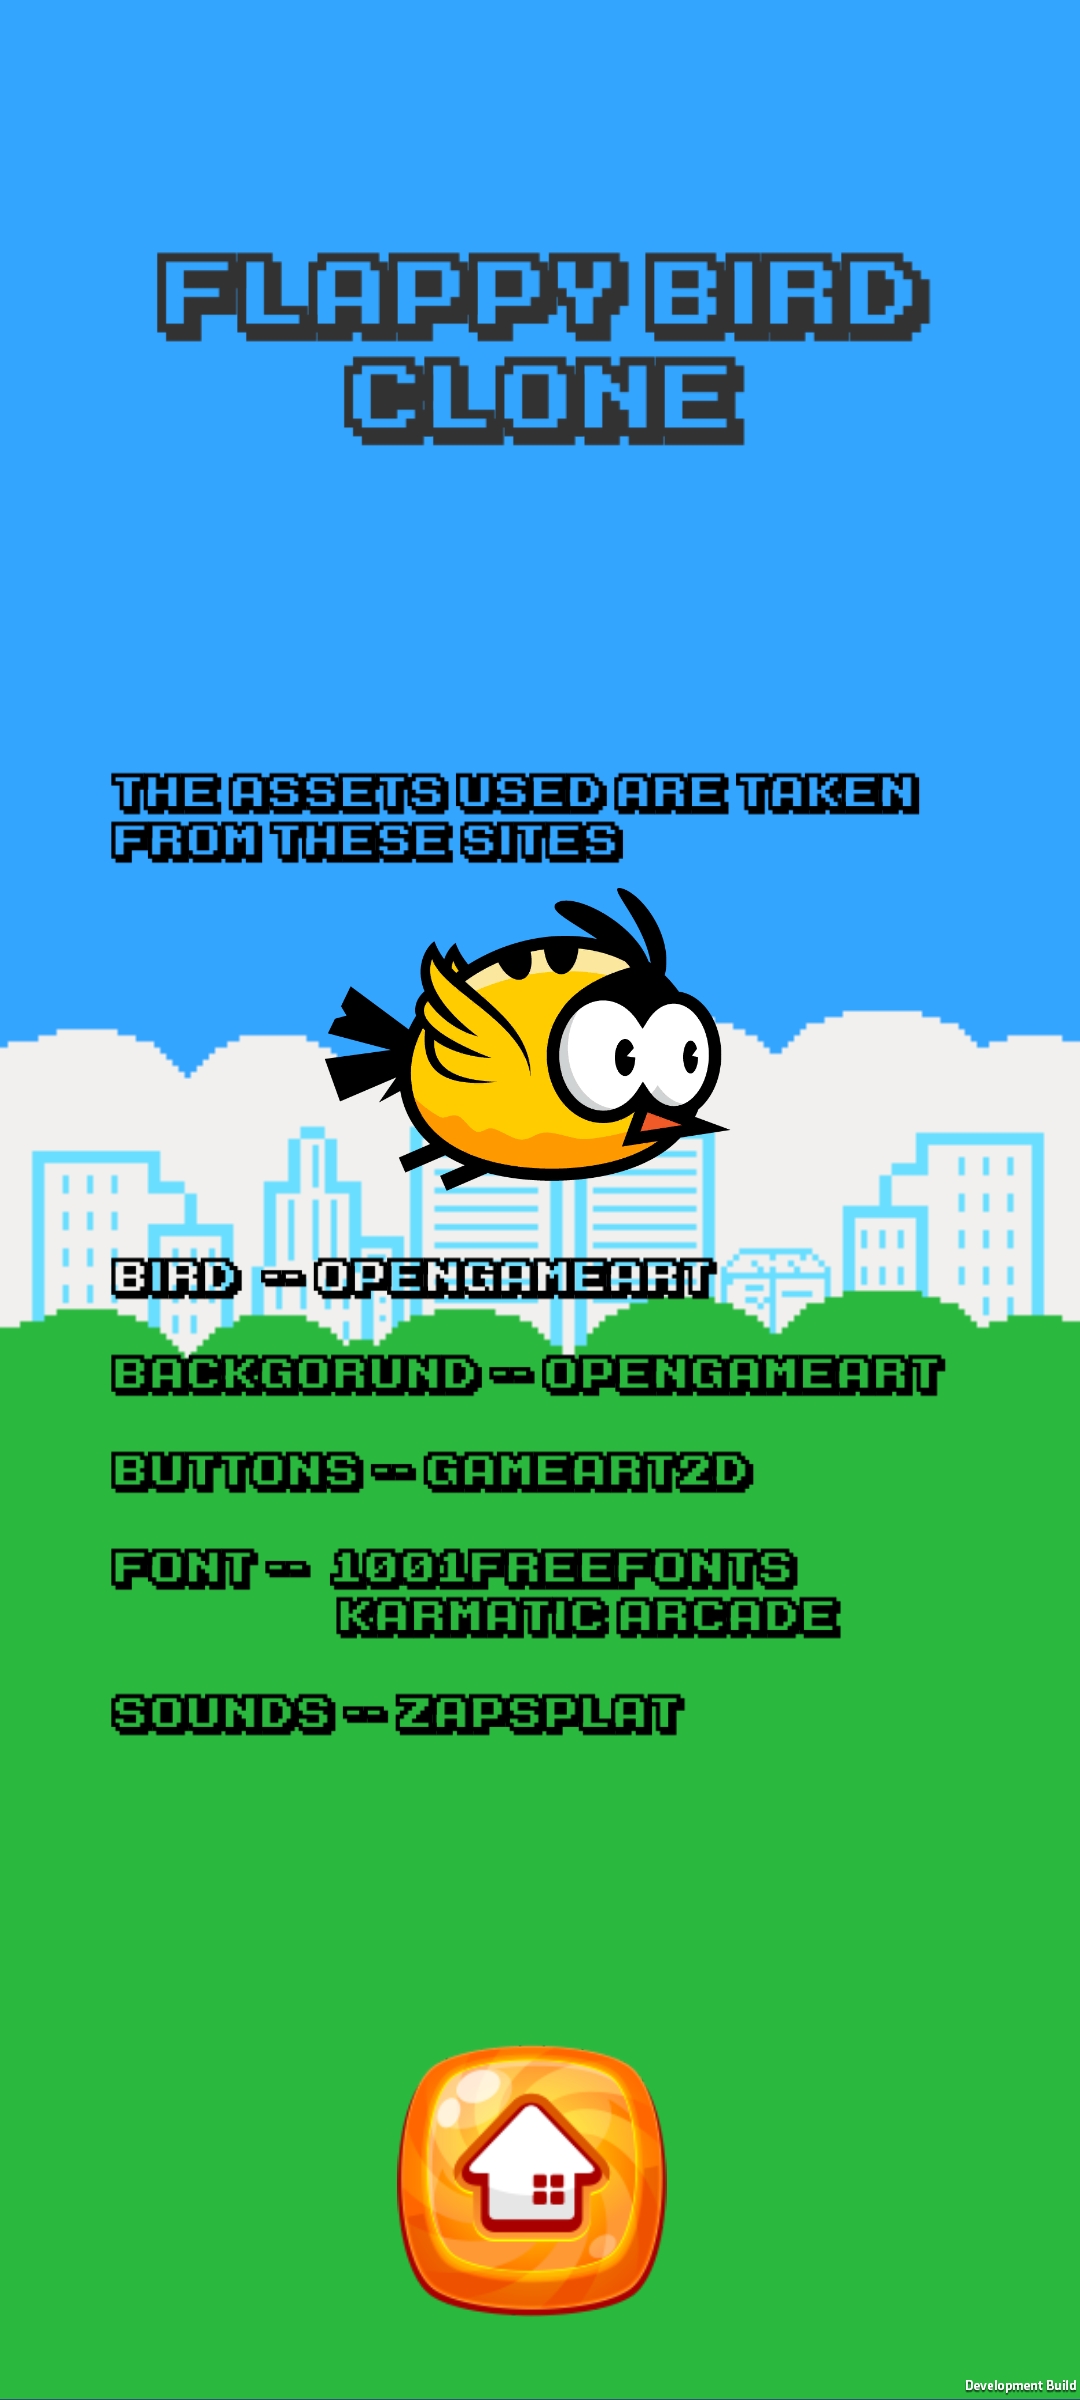 FLAPPY BIRD
CLONE
THE ASSETS USED ARE TAKEN
FROM THESE SITES
BIRD -- OPENGAMEART
BACKGORUND -- OPENGAMEART
BUTTONS -- GAMEART2D
FONT -- 1001FREEFONTS
KARMATIC ARCADE
SOUNDS -- ZAPSPLAT
Development Build